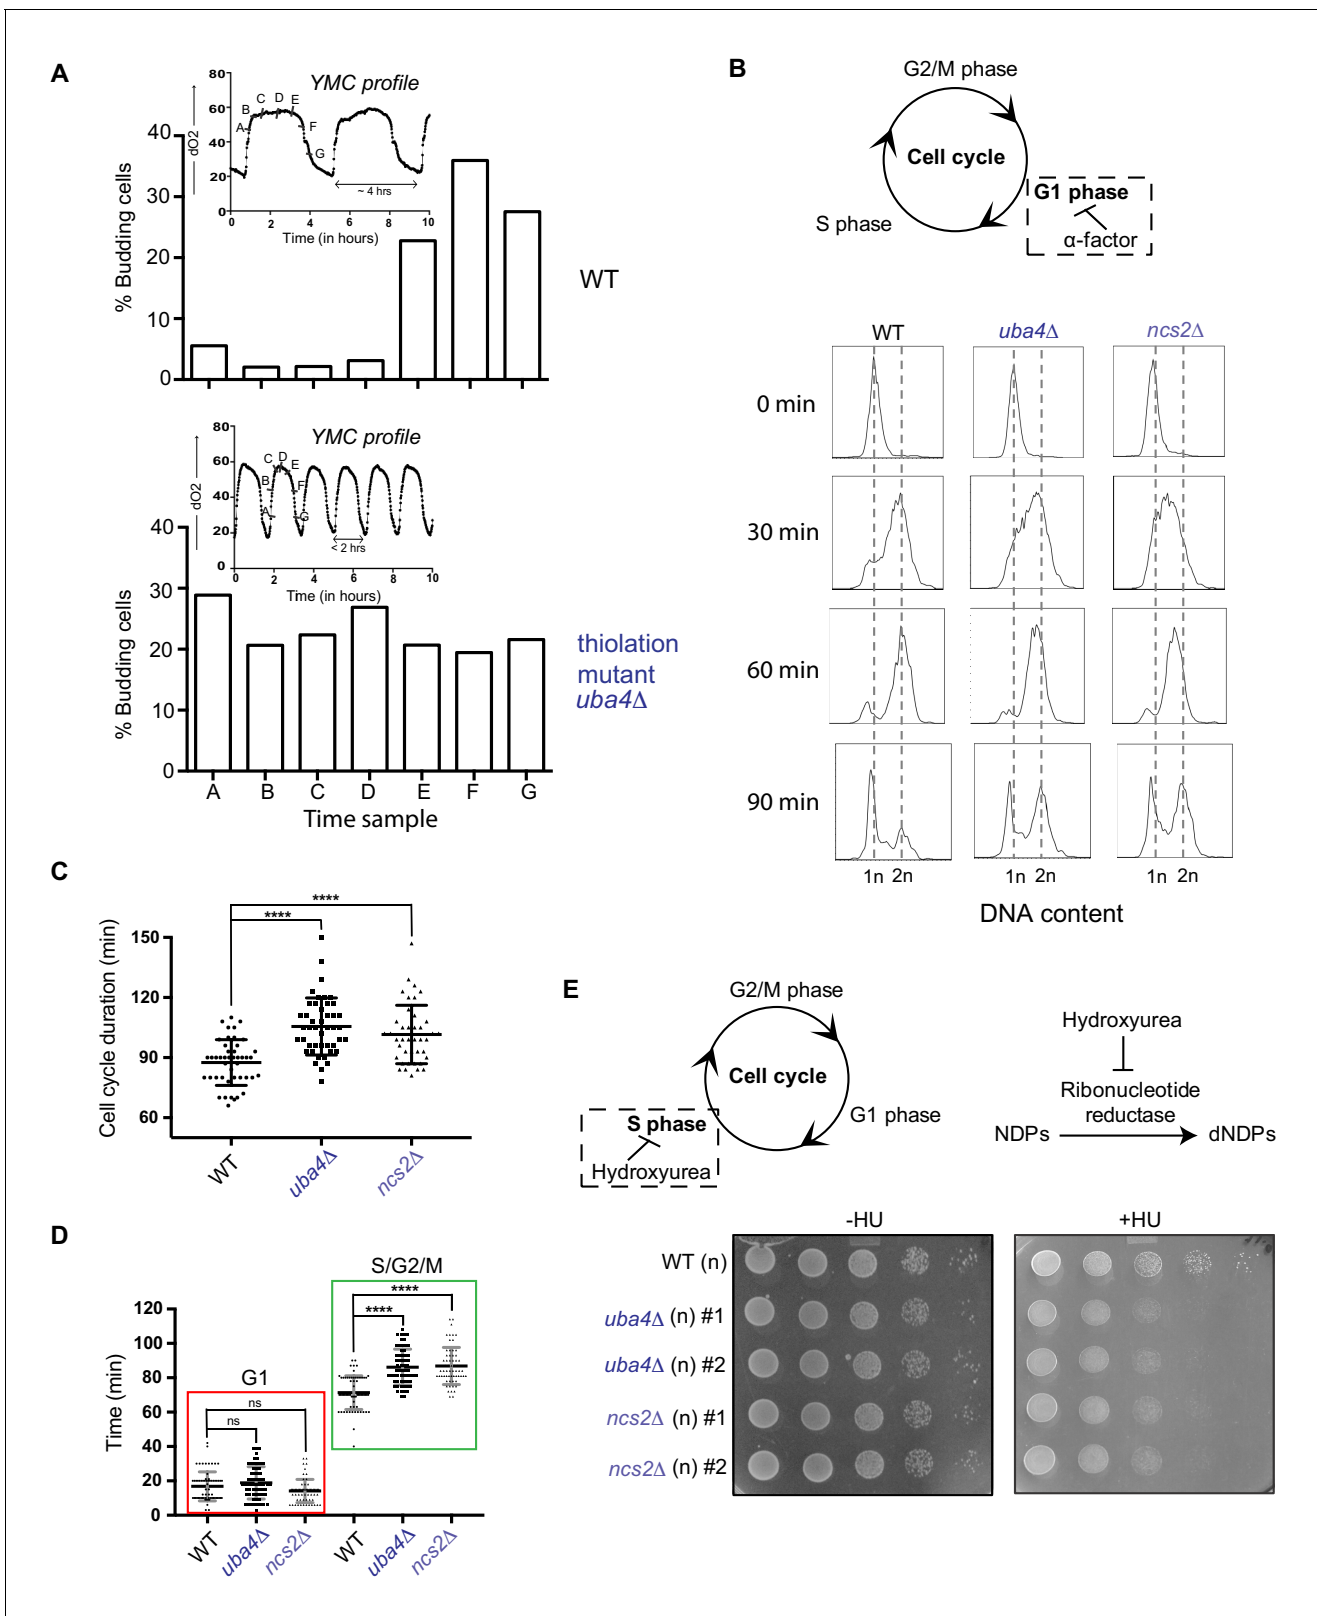 A
YMC profile
80
60
40
20
0
dO2
A
B
C
D
E
F
G
~ 4 hrs
0 2 4 6 8 10
Time (in hours)
% Budding cells
40
30
20
10
0
WT
YMC profile
80
60
40
20
0
dO2
A
B
C
D
E
F
G
< 2 hrs
0 2 4 6 8 10
Time (in hours)
% Budding cells
40
30
20
10
0
A B C D E F G
Time sample
thiolation
mutant
uba4Δ
B
G2/M phase
Cell cycle
G1 phase
α-factor
S phase
WT uba4Δ ncs2Δ
0 min
30 min
60 min
90 min
1n 2n 1n 2n 1n 2n
DNA content
C
****
****
Cell cycle duration (min)
150
120
90
60
WT uba4Δ ncs2Δ
D
S/G2/M
****
****
G1
ns
ns
Time (min)
120
100
80
60
40
20
0
WT uba4Δ ncs2Δ WT uba4Δ ncs2Δ
E
G2/M phase
Cell cycle
G1 phase
S phase
Hydroxyurea
Hydroxyurea
Ribonucleotide
reductase
NDPs dNDPs
-HU +HU
WT (n)
uba4Δ (n) #1
uba4Δ (n) #2
ncs2Δ (n) #1
ncs2Δ (n) #2